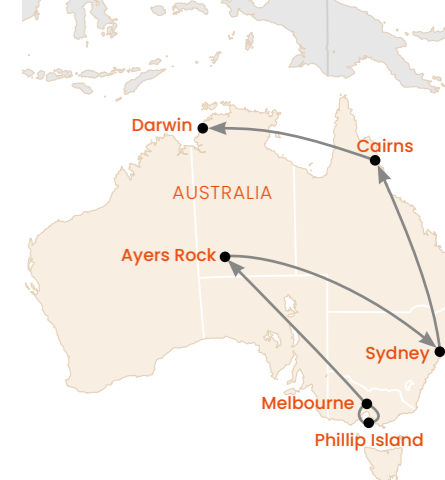 Darwin
Cairns
AUSTRALIA
Ayers Rock
Sydney
Melbourne
Phillip Island